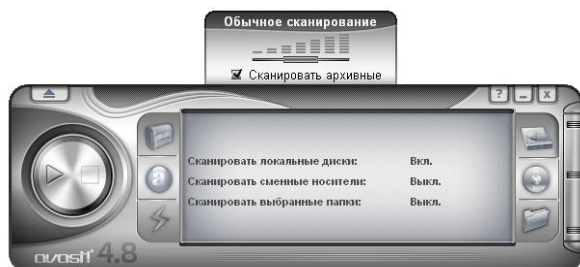 Обычное сканирование
Сканировать архивные
?
Сканировать локальные диски: Вкл.
Сканировать сменные носители: Выкл.
Сканировать выбранные папки: Выкл.
avast! 4.8